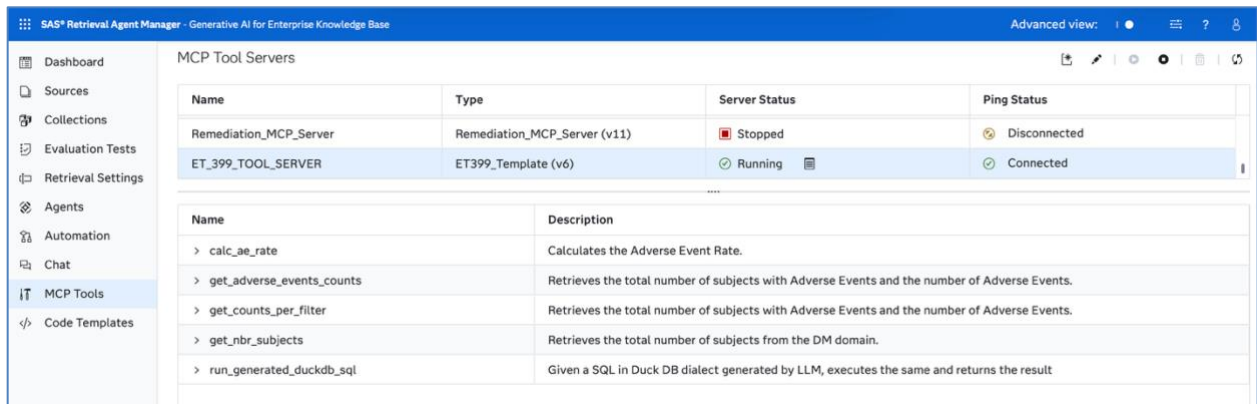 SAS® Retrieval Agent Manager - Generative AI for Enterprise Knowledge Base
Advanced view:
?
Dashboard
Sources
Collections
Evaluation Tests
Retrieval Settings
Agents
Automation
Chat
MCP Tools
Code Templates
MCP Tool Servers
Name Type Server Status Ping Status
Remediation_MCP_Server Remediation_MCP_Server (v11) Stopped Disconnected
ET_399_TOOL_SERVER ET399_Template (v6) Running Connected
Name Description
calc_ae_rate Calculates the Adverse Event Rate.
get_adverse_events_counts Retrieves the total number of subjects with Adverse Events and the number of Adverse Events.
get_counts_per_filter Retrieves the total number of subjects with Adverse Events and the number of Adverse Events.
get_nbr_subjects Retrieves the total number of subjects from the DM domain.
run_generated_duckdb_sql Given a SQL in Duck DB dialect generated by LLM, executes the same and returns the result